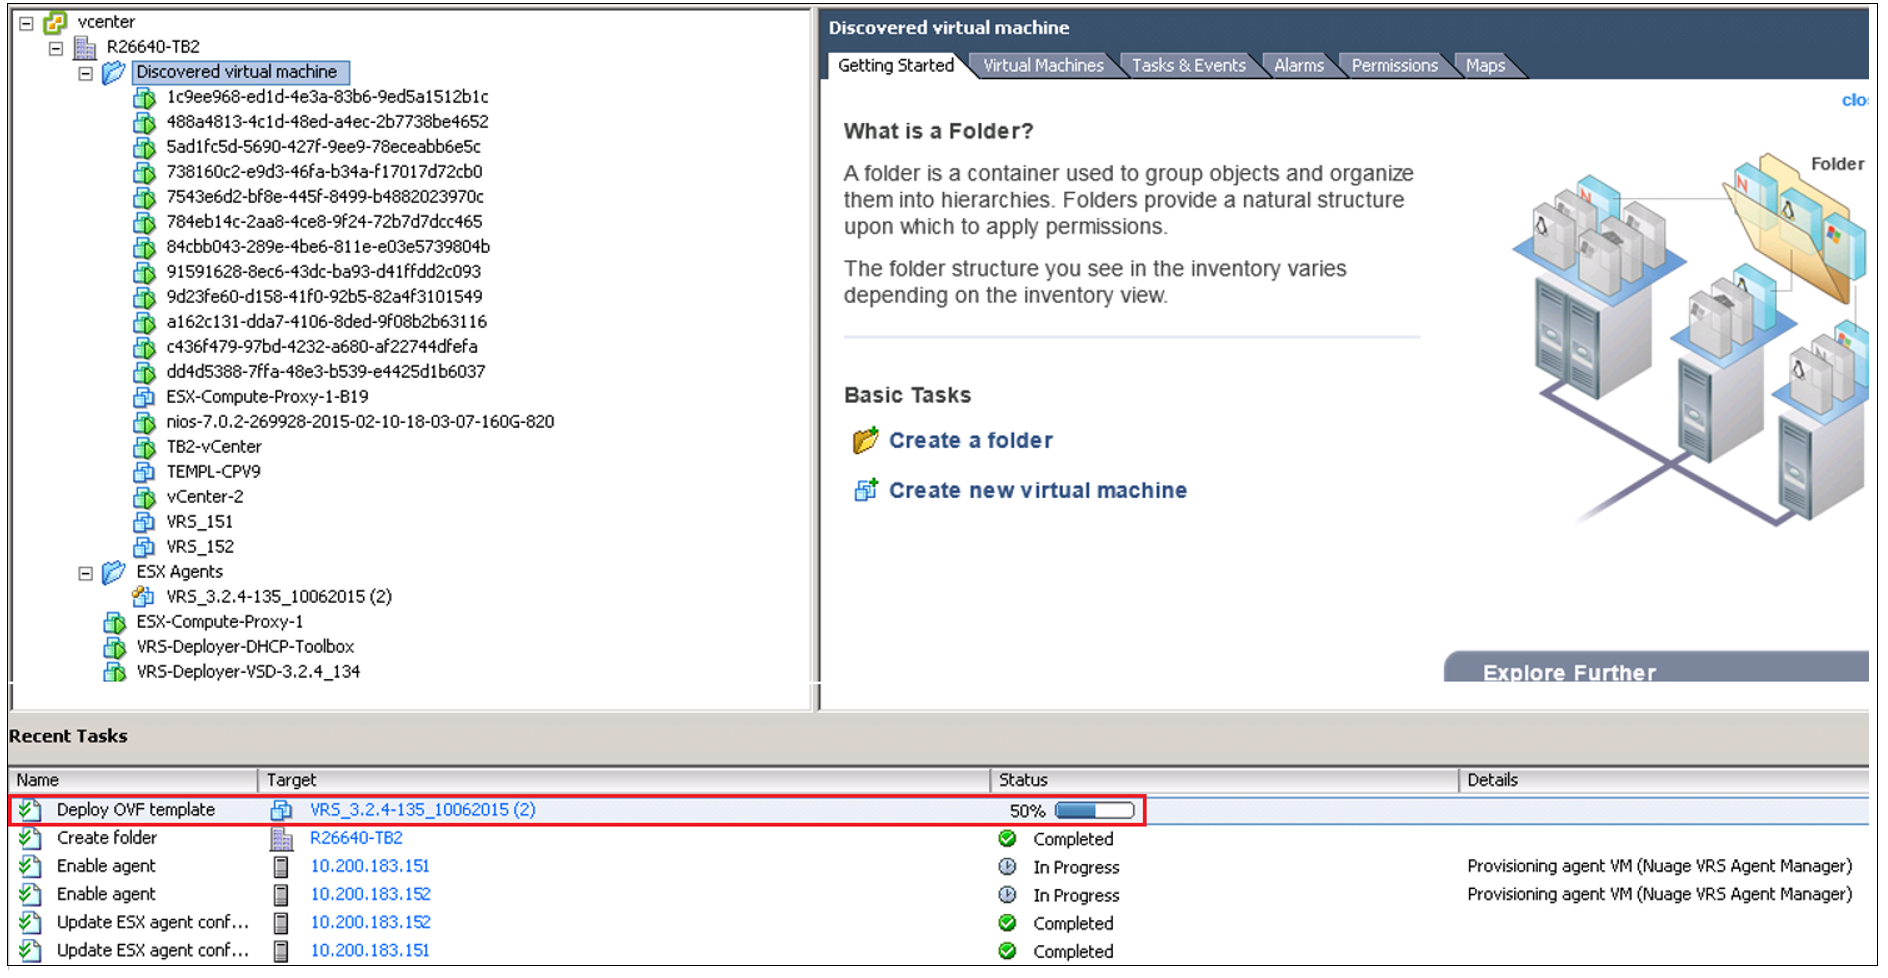 vcenter
R26640-TB2
Discovered virtual machine
1c9ee968-ed1d-4e3a-83b6-9ed5a1512b1c
488a4813-4c1d-48ed-a4ec-2b7738be4652
5ad1fc5d-5690-427f-9ee9-78eceabb6e5c
738160c2-e9d3-46fa-b34a-f17017d72cb0
7543e6d2-bf8e-445f-8499-b4882023970c
784eb14c-2aa8-4ce8-9f24-72b7d7dcc465
84cbb043-289e-4be6-811e-e03e5739804b
91591628-8ec6-43dc-ba93-d41ffdd2c093
9d23fe60-d158-41f0-92b5-82a4f3101549
a162c131-dda7-4106-8ded-9f08b2b63116
c436f479-97bd-4232-a680-af22744dfefa
dd4d5388-7ffa-48e3-b539-e4425d1b6037
ESX-Compute-Proxy-1-B19
nios-7.0.2-269928-2015-02-10-18-03-07-160G-820
TB2-vCenter
TEMPL-CPV9
vCenter-2
VRS_151
VRS_152
ESX Agents
VRS_3.2.4-135_10062015 (2)
ESX-Compute-Proxy-1
VRS-Deployer-DHCP-Toolbox
VRS-Deployer-VSD-3.2.4_134
Discovered virtual machine
Getting Started Virtual Machines Tasks & Events Alarms Permissions Maps
clo
What is a Folder?
A folder is a container used to group objects and organize
them into hierarchies. Folders provide a natural structure
upon which to apply permissions.
The folder structure you see in the inventory varies
depending on the inventory view.
Folder
Basic Tasks
Create a folder
Create new virtual machine
Explore Further
Recent Tasks
Name Target Status Details
Deploy OVF template VRS_3.2.4-135_10062015 (2) 50%
Create folder R26640-TB2 Completed
Enable agent 10.200.183.151 In Progress Provisioning agent VM (Nuage VRS Agent Manager)
Enable agent 10.200.183.152 In Progress Provisioning agent VM (Nuage VRS Agent Manager)
Update ESX agent conf... 10.200.183.152 Completed
Update ESX agent conf... 10.200.183.151 Completed